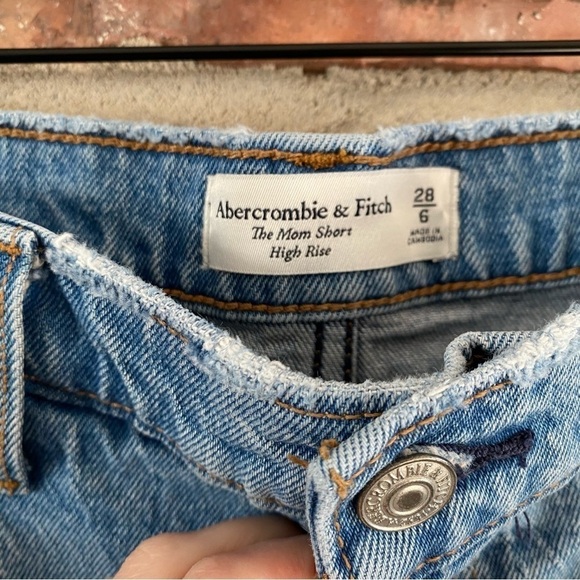 Abercrombie & Fitch
The Mom Short
High Rise
28
6
MADE IN
CAMBODIA